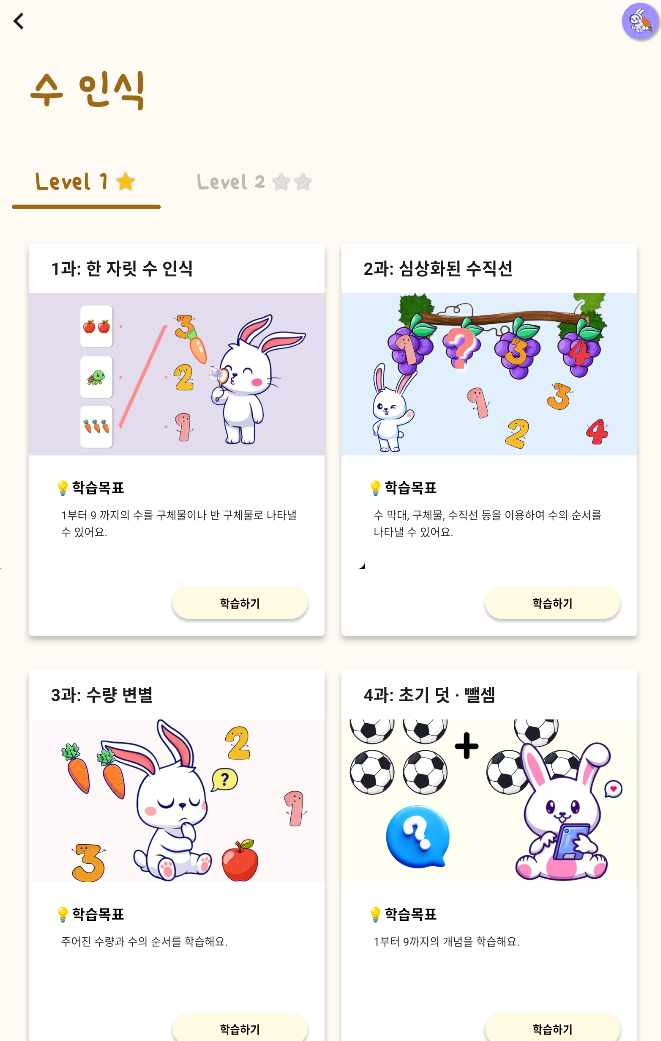 수 인식
Level 1
Level 2
1과: 한 자릿 수 인식
3
2
1
💡학습목표
1부터 9 까지의 수를 구체물이나 반 구체물로 나타낼
수 있어요.
학습하기
2과: 심상화된 수직선
1 ? 3 4
1 2 3 4
💡학습목표
수 막대, 구체물, 수직선 등을 이용하여 수의 순서를
나타낼 수 있어요.
학습하기
3과: 수량 변별
2
?
1
3
💡학습목표
주어진 수량과 수의 순서를 학습해요.
학습하기
4과: 초기 덧 · 뺄셈
+
?
💡학습목표
1부터 9까지의 개념을 학습해요.
학습하기